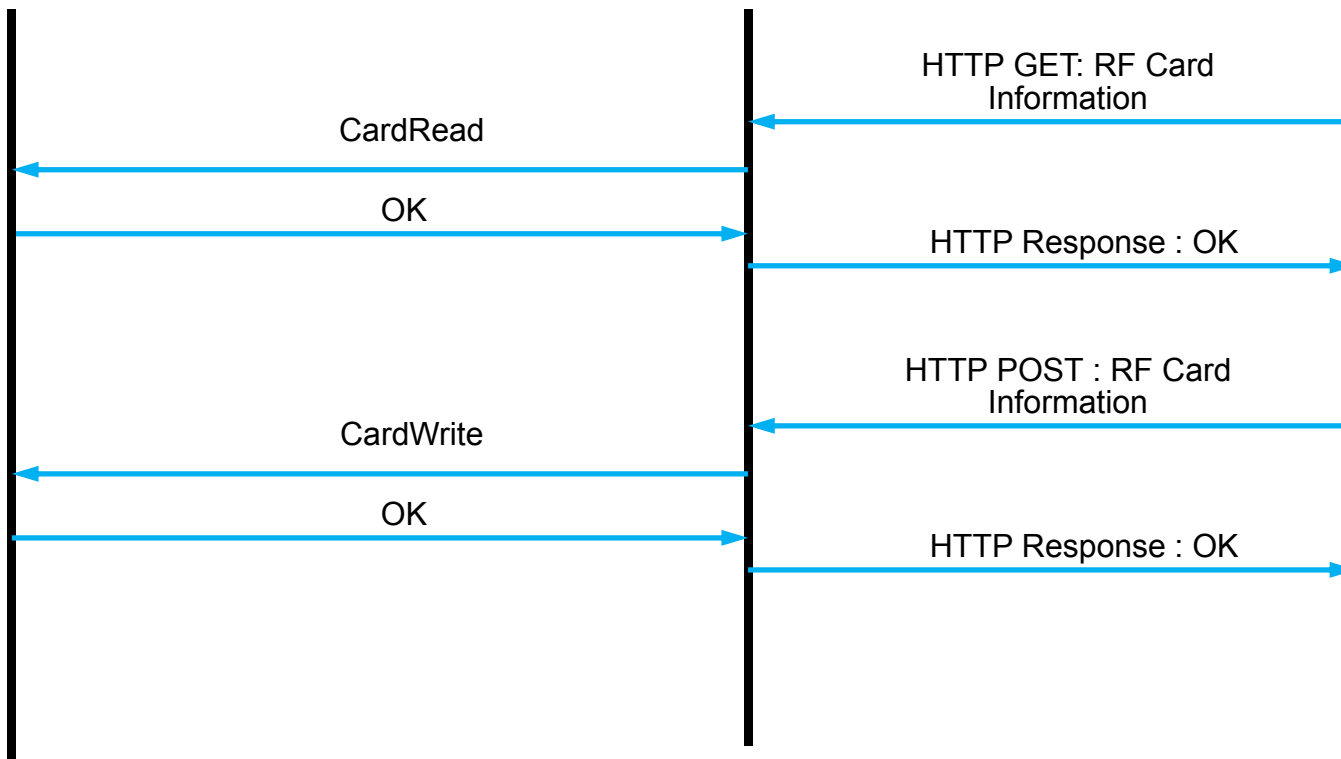 HTTP GET: RF Card
Information
CardRead
OK
HTTP Response : OK
HTTP POST : RF Card
Information
CardWrite
OK
HTTP Response : OK